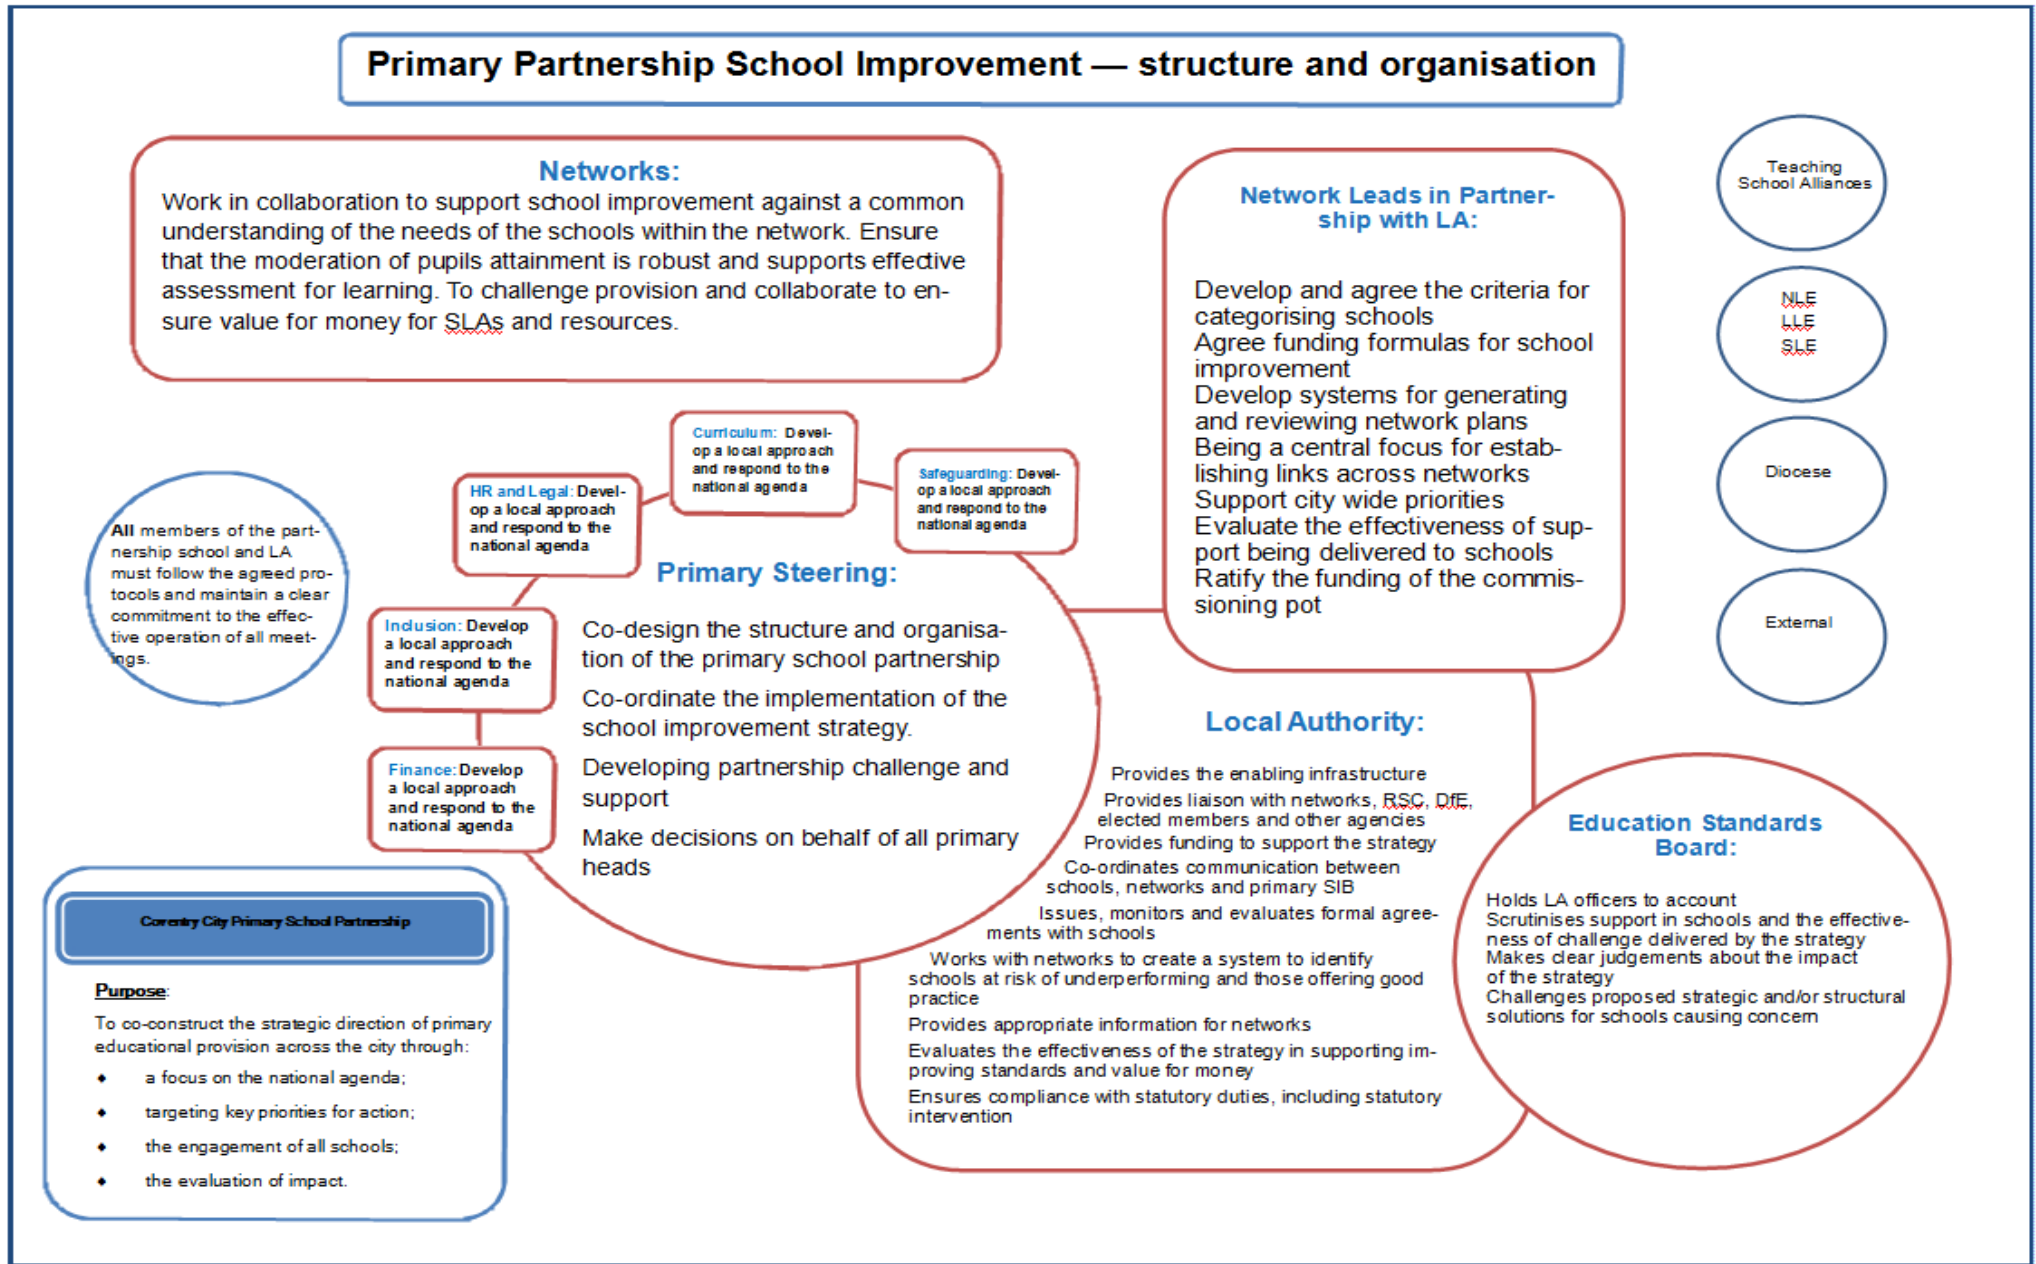 Primary Partnership School Improvement — structure and organisation
Networks:
Work in collaboration to support school improvement against a common
understanding of the needs of the schools within the network. Ensure
that the moderation of pupils attainment is robust and supports effective
assessment for learning. To challenge provision and collaborate to en-
sure value for money for SLAs and resources.
Network Leads in Partner-
ship with LA:
Develop and agree the criteria for
categorising schools
Agree funding formulas for school
improvement
Develop systems for generating
and reviewing network plans
Being a central focus for estab-
lishing links across networks
Support city wide priorities
Evaluate the effectiveness of sup-
port being delivered to schools
Ratify the funding of the commis-
sioning pot
Teaching
School Alliances
NLE
LLE
SLE
Diocese
External
All members of the part-
nership school and LA
must follow the agreed pro-
tocols and maintain a clear
commitment to the effec-
tive operation of all meet-
ings.
Curriculum: Devel-
op a local approach
and respond to the
national agenda
Safeguarding: Devel-
op a local approach
and respond to the
national agenda
HR and Legal: Devel-
op a local approach
and respond to the
national agenda
Inclusion: Develop
a local approach
and respond to the
national agenda
Finance: Develop
a local approach
and respond to the
national agenda
Primary Steering:
Co-design the structure and organisa-
tion of the primary school partnership
Co-ordinate the implementation of the
school improvement strategy.
Developing partnership challenge and
support
Make decisions on behalf of all primary
heads
Local Authority:
Provides the enabling infrastructure
Provides liaison with networks, RSC, DfE,
elected members and other agencies
Provides funding to support the strategy
Co-ordinates communication between
schools, networks and primary SIB
Issues, monitors and evaluates formal agree-
ments with schools
Works with networks to create a system to identify
schools at risk of underperforming and those offering good
practice
Provides appropriate information for networks
Evaluates the effectiveness of the strategy in supporting im-
proving standards and value for money
Ensures compliance with statutory duties, including statutory
intervention
Education Standards
Board:
Holds LA officers to account
Scrutinises support in schools and the effective-
ness of challenge delivered by the strategy
Makes clear judgements about the impact
of the strategy
Challenges proposed strategic and/or structural
solutions for schools causing concern
Coventry City Primary School Partnership
Purpose:
To co-construct the strategic direction of primary
educational provision across the city through:
◆ a focus on the national agenda;
◆ targeting key priorities for action;
◆ the engagement of all schools;
◆ the evaluation of impact.